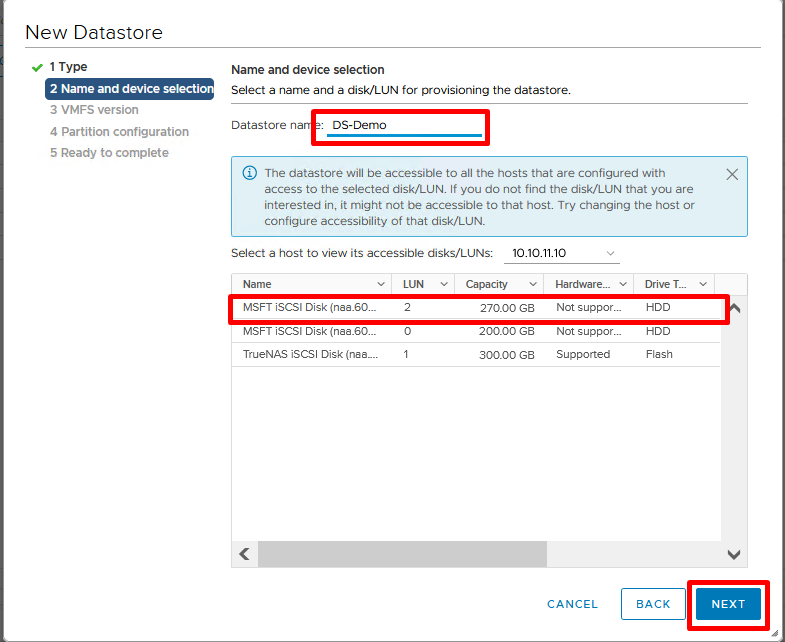 New Datastore
1 Type
2 Name and device selection
3 VMFS version
4 Partition configuration
5 Ready to complete
Name and device selection
Select a name and a disk/LUN for provisioning the datastore.
Datastore name: DS-Demo
The datastore will be accessible to all the hosts that are configured with
access to the selected disk/LUN. If you do not find the disk/LUN that you are
interested in, it might not be accessible to that host. Try changing the host or
configure accessibility of that disk/LUN.
Select a host to view its accessible disks/LUNs: 10.10.11.10
Name LUN Capacity Hardware... Drive T...
MSFT iSCSI Disk (naa.60... 2 270.00 GB Not suppor... HDD
MSFT iSCSI Disk (naa.60... 0 200.00 GB Not suppor... HDD
TrueNAS iSCSI Disk (naa.... 1 300.00 GB Supported Flash
CANCEL BACK NEXT